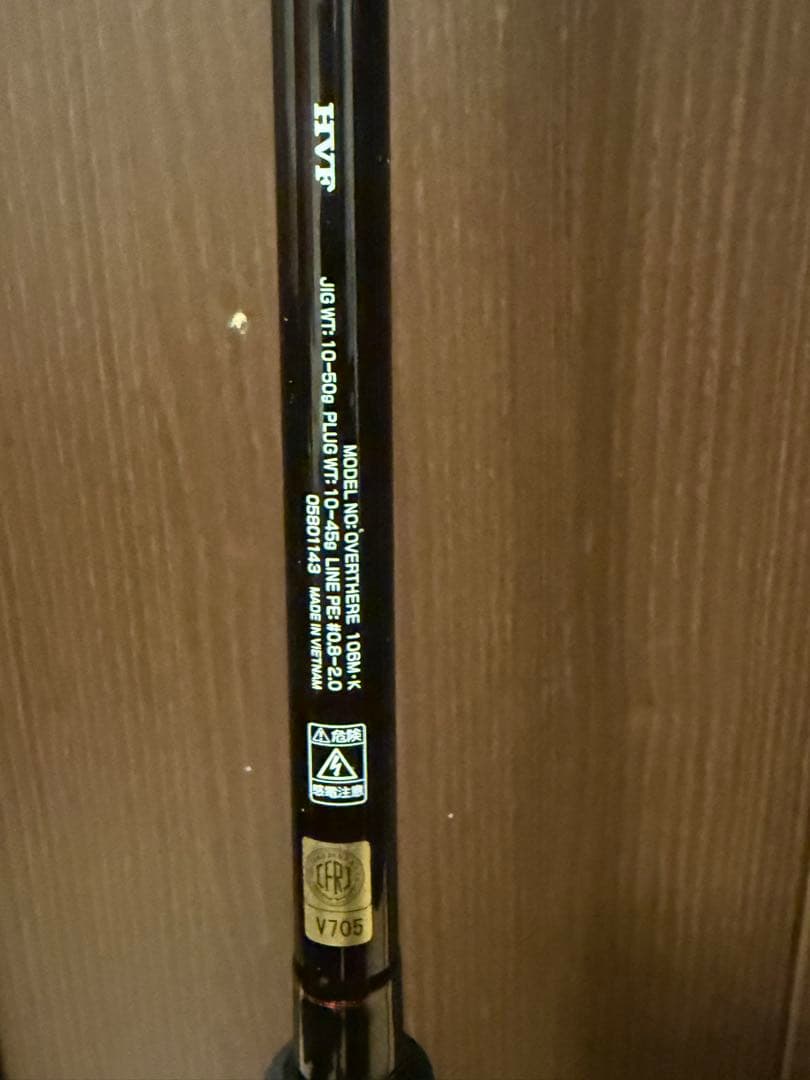 HVF
MODEL NO: OVERTHERE 106M・K
JIG WT: 10-50g PLUG WT: 10-45g LINE PE: #0.8-2.0
05801143 MADE IN VIETNAM
危険
感電注意
CFRJ
V705